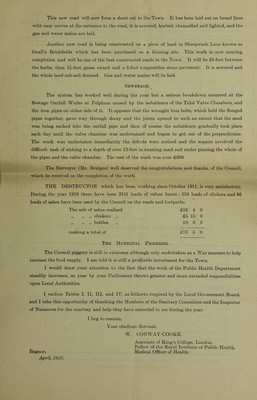 This new road will now form a short cut to the Town. It has been laid out on broad lines
with easy curves at the entrance to the road, it is sewered, kerbed, channelled and lighted, and the
gas and water mains are laid.
Another new road is being constructed on a piece of land in Sheepwash Lane known as
Goall's Brickfields which has been purchased as a housing site. This work is now nearing
completion and will be one of the best constructed roads in the Town. It will be 24-feet between
the kerbs, then 2½-feet grass sward and a 6-feet composition stone pavement. It is sewered and
the whole land sub-soil drained. Gas and water mains will be laid.
SEWERAGE.
The system has worked well during the year but a serious breakdown occurred at the
Sewage Outfall Works at Felpham caused by the subsidence of the Tidal Valve Chambers, and
the iron pipes on either side of it. It appears that the wrought iron bolts, which held the flanged
pipes together, gave way through decay and the joints opened to such an extent that the sand
was being sucked into the outfall pipe and then of course the subsidence gradually took place
each day until the valve chamber was undermined and began to get out of the perpendicular.
The work was undertaken immediately the defects were noticed and the repairs involved the
difficult task of sinking to a depth of over 12-feet in running sand and under pinning the whole of
the pipes and the valve chamber. The cost of the work was over £300.
The Surveyor (Mr. Bridges) well deserved the congratulations and thanks, of the Council,
which he received on the completion of the work.
THE DESTRUCTOR which has been working since October 1911, is very satisfactory.
During the year 1919 there have been 2031 loads of refuse burnt; 334 loads of clinkers and 86
loads of ashes have been used by the Council on the roads and footpaths.
The sale of ashes realised £36 4 0
„ „ „ clinkers „ £5 15 0
„ „ „ bottles „
making a total of
THE MUNICIPAL PIGGERIES.
The Council piggery is still in existence although only undertaken as a War measure to help
increase the food supply. I am told it is still a profitable investment for the Town.
I would draw your attention to the fact that the work of the Public Health Department
steadily increases, as year by year Parliament throws greater and more extended responsibilities
upon Local Authorities.
I enclose Tables I, II, III, and IV, as hitherto required by the Local Government Board,
and I take this opportunity of thanking the Members of the Sanitary Committee and the Inspector
of Nuisances for the courtesy and help they have extended to me during the year.
I beg to remain,
Your obedient Servant,
W. CONWAY-COOKE,
Associate of King's College, London.
Fellow of the Royal Institute of Public Health,
Medical Officer of Health.
Bognor,
April, 1920.